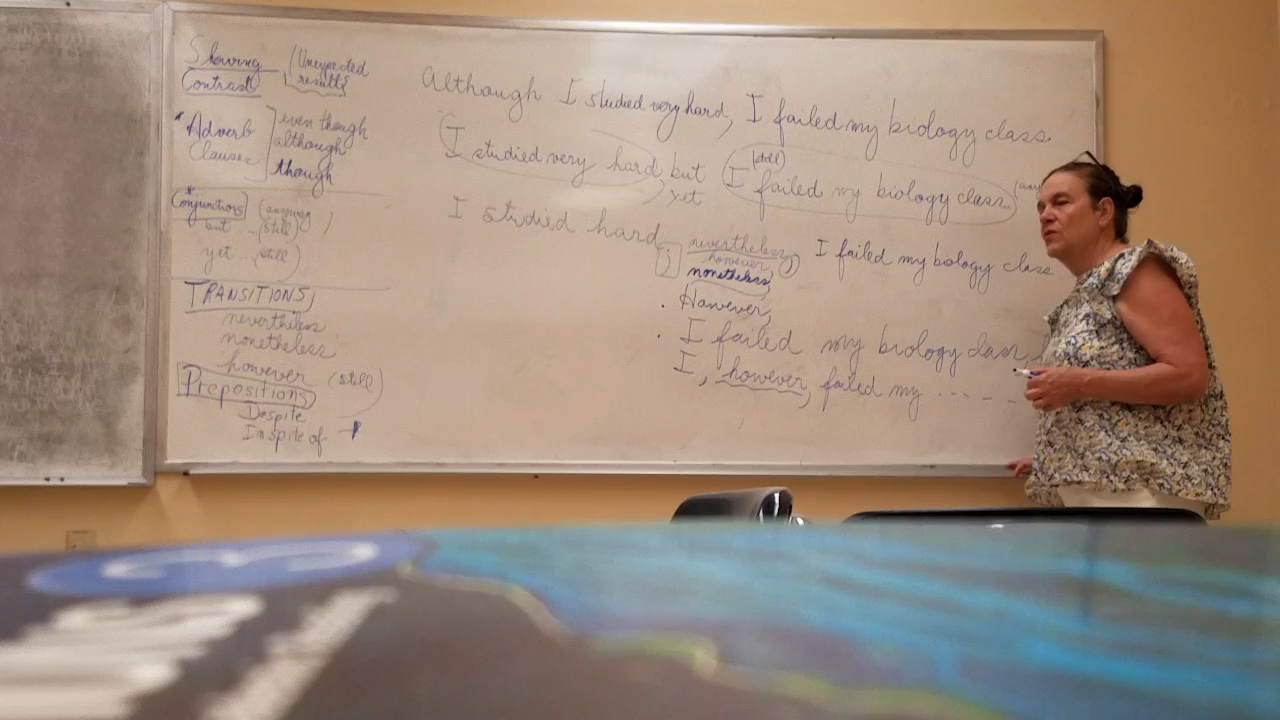 Showing
Contrast
(Unexpected
results)
*Adverb
Clauses
even though
although
though
*Conjunctions
(anyway)
but...(still)
yet...(still)
TRANSITIONS
nevertheless
nonetheless
however (still)
Prepositions
Despite
In spite of
Although I studied very hard, I failed my biology class.
(I studied very hard, but (I (still) failed my biology class)
yet
I studied hard ; nevertheless, I failed my biology class
however
nonetheless,
. However,
. I failed my biology class,
I, however, failed my .....